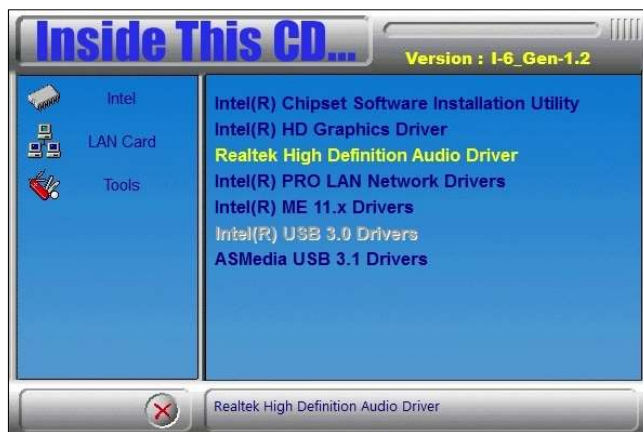 Inside This CD...
Version : I-6_Gen-1.2
Intel
LAN Card
Tools
Intel(R) Chipset Software Installation Utility
Intel(R) HD Graphics Driver
Realtek High Definition Audio Driver
Intel(R) PRO LAN Network Drivers
Intel(R) ME 11.x Drivers
Intel(R) USB 3.0 Drivers
ASMedia USB 3.1 Drivers
Realtek High Definition Audio Driver